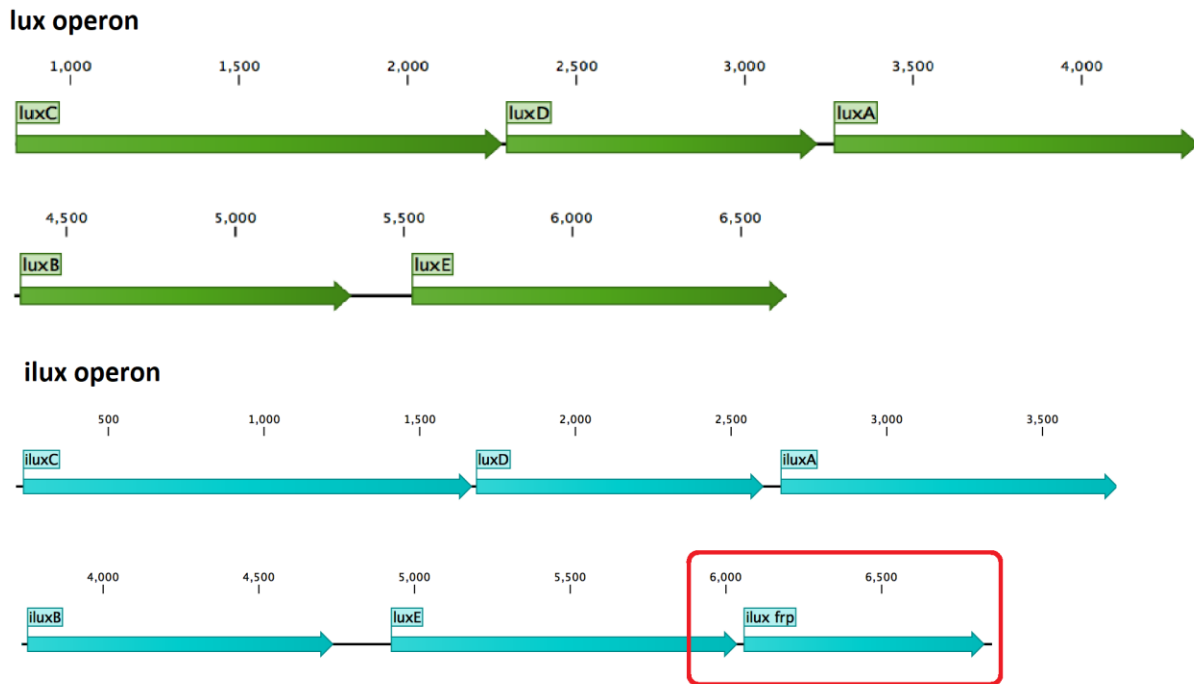 lux operon
1,000 1,500 2,000 2,500 3,000 3,500 4,000
luxC luxD luxA
4,500 5,000 5,500 6,000 6,500
luxB luxE
ilux operon
500 1,000 1,500 2,000 2,500 3,000 3,500
iluxC luxD iluxA
4,000 4,500 5,000 5,500 6,000 6,500
iluxB luxE ilux frp